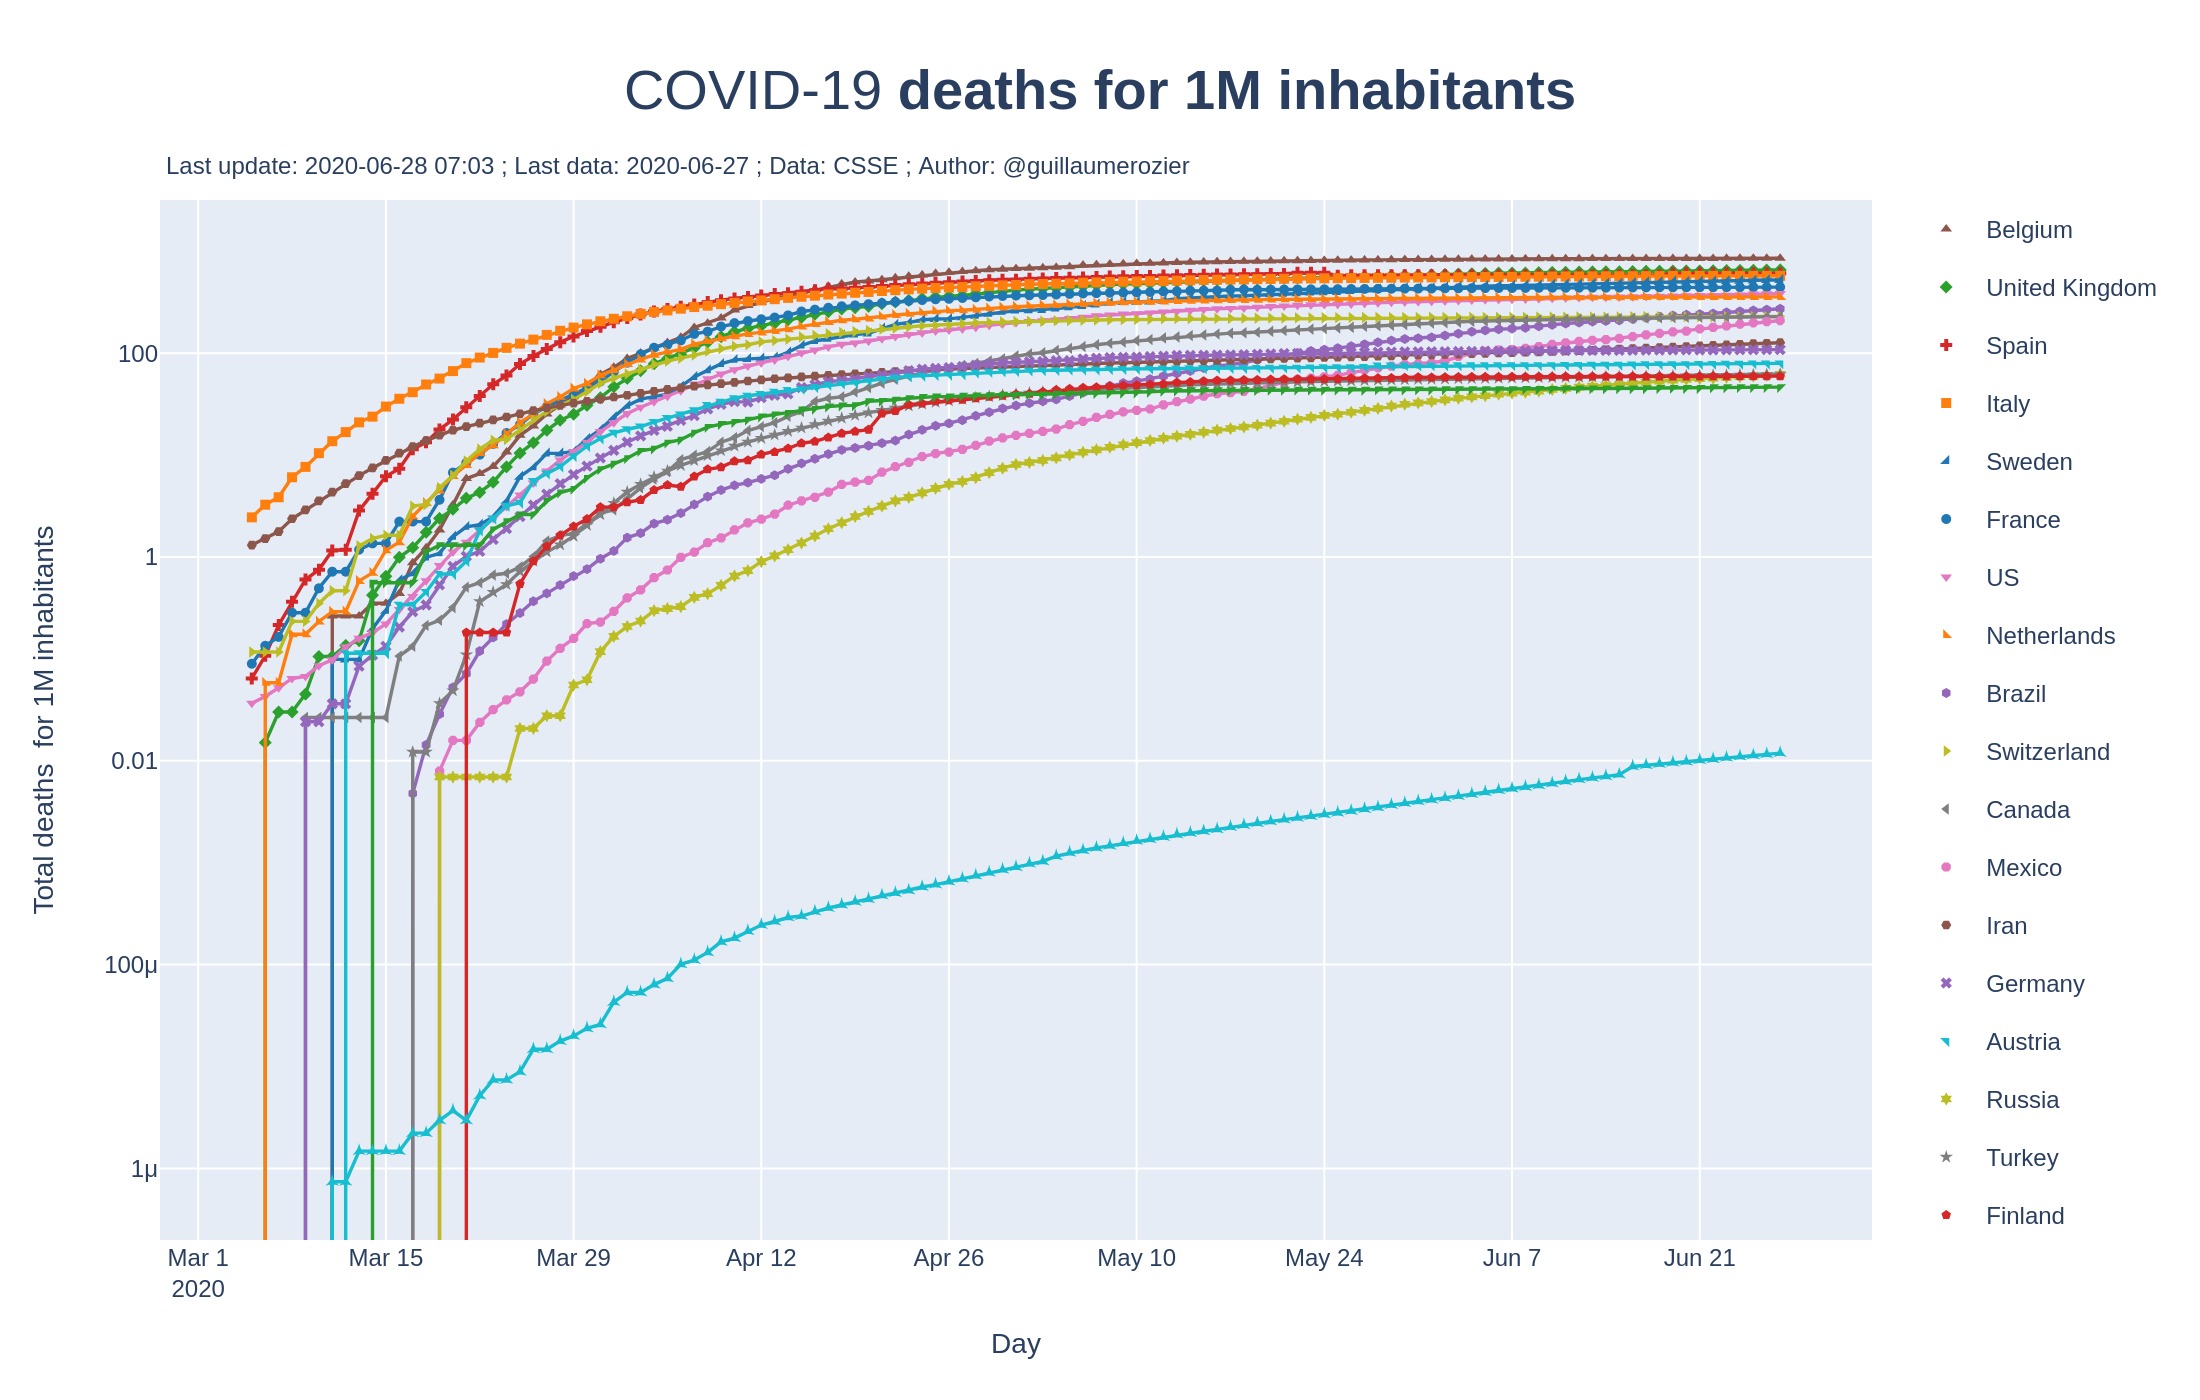 COVID-19 deaths for 1M inhabitants
Last update: 2020-06-28 07:03 ; Last data: 2020-06-27 ; Data: CSSE ; Author: @guillaumerozier
Total deaths for 1M inhabitants
100
1
0.01
100μ
1μ
Mar 1
2020
Mar 15
Mar 29
Apr 12
Apr 26
May 10
May 24
Jun 7
Jun 21
Day
Belgium
United Kingdom
Spain
Italy
Sweden
France
US
Netherlands
Brazil
Switzerland
Canada
Mexico
Iran
Germany
Austria
Russia
Turkey
Finland